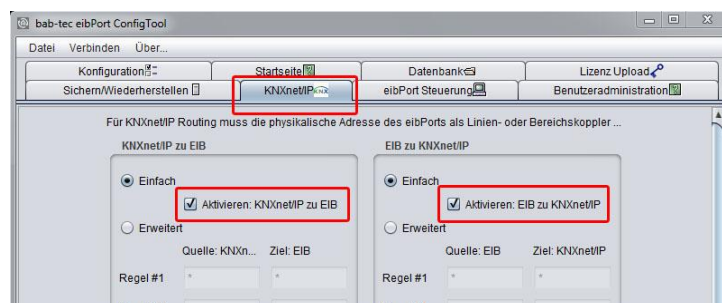 bab-tec eibPort ConfigTool
Datei Verbinden Über...
Konfiguration Startseite Datenbank Lizenz Upload
Sichern/Wiederherstellen KNXnet/IP KNX eibPort Steuerung Benutzeradministration
Für KNXnet/IP Routing muss die physikalische Adresse des eibPorts als Linien- oder Bereichskoppler ...
KNXnet/IP zu EIB EIB zu KNXnet/IP
Einfach Einfach
Aktivieren: KNXnet/IP zu EIB Aktivieren: EIB zu KNXnet/IP
Erweitert Erweitert
Quelle: KNXn... Ziel: EIB Quelle: EIB Ziel: KNXnet/IP
Regel #1 * * Regel #1 * *